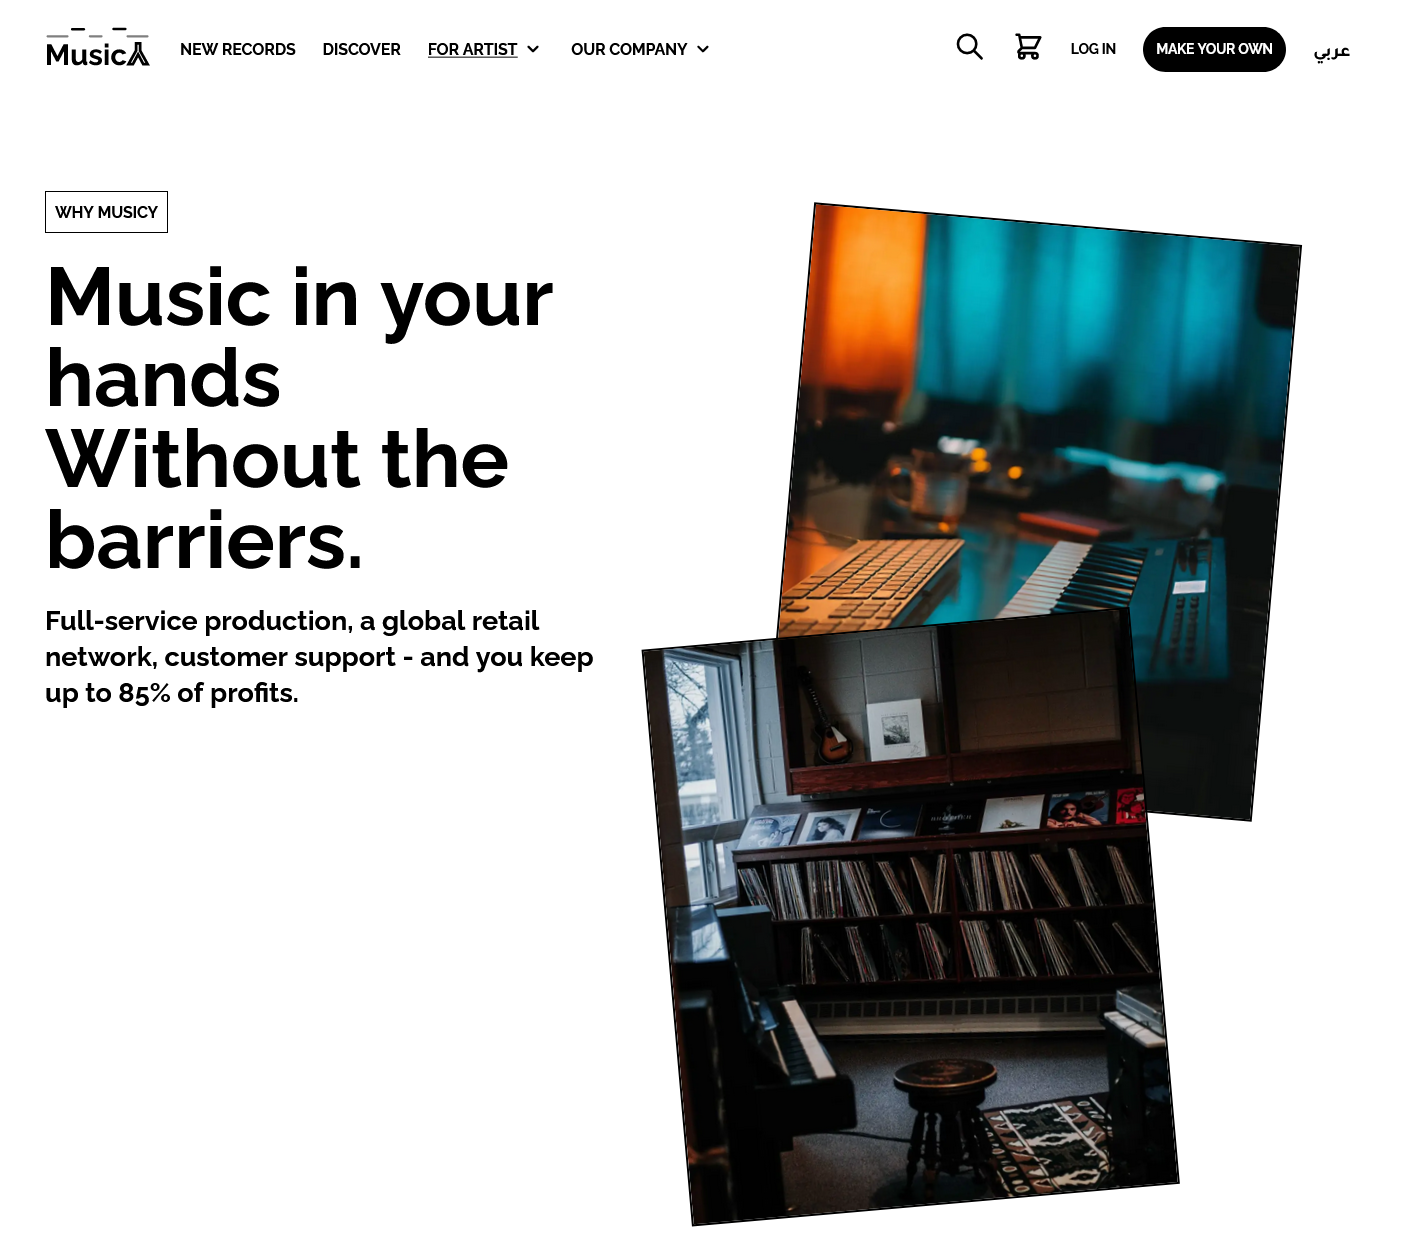 Musicy
NEW RECORDS
DISCOVER
FOR ARTIST
OUR COMPANY
LOG IN
MAKE YOUR OWN
عربي
WHY MUSICY
Music in your
hands
Without the
barriers.
Full-service production, a global retail
network, customer support - and you keep
up to 85% of profits.